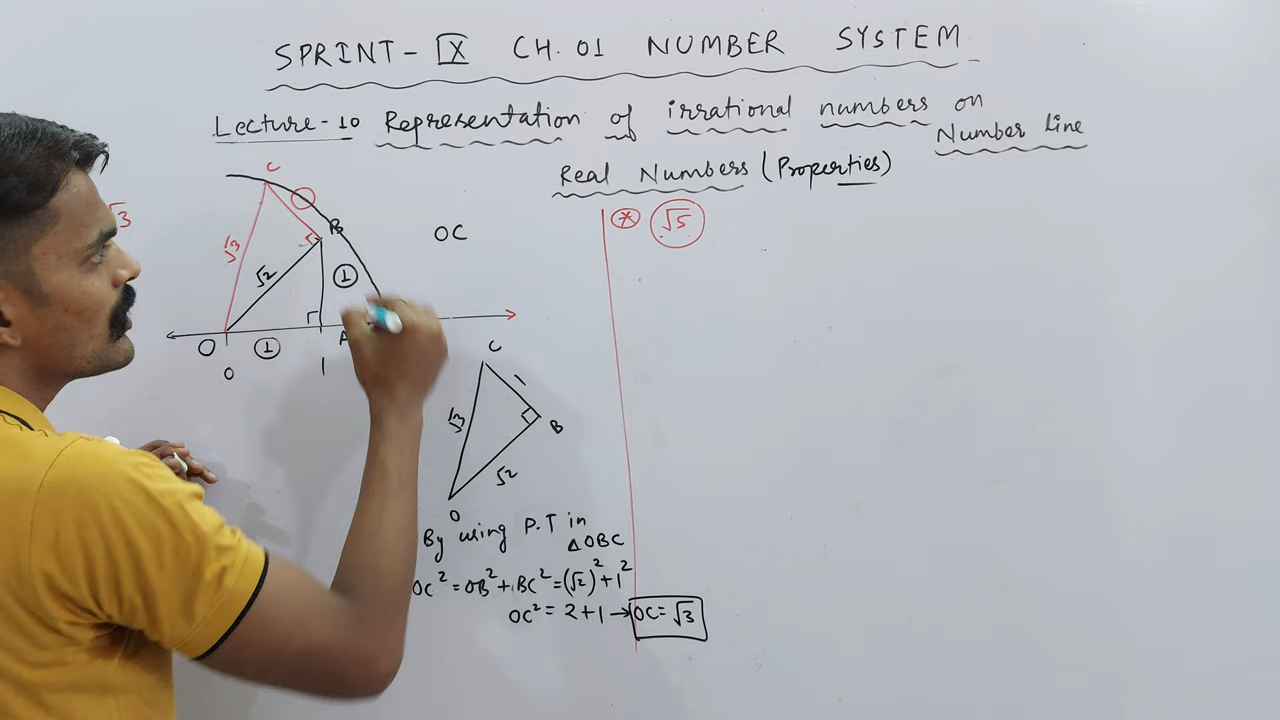 SPRINT- IX CH. 01 NUMBER SYSTEM
Lecture-10 Representation of irrational numbers on
Number line
Real Numbers (Properties)
√3
C
B
√3
√2
1
OC
* √5
O
1
A
0
1
C
√3
1
B
√2
O
By using P.T in
△OBC
OC² = OB² + BC² = (√2)² + 1²
OC² = 2+1 → OC = √3